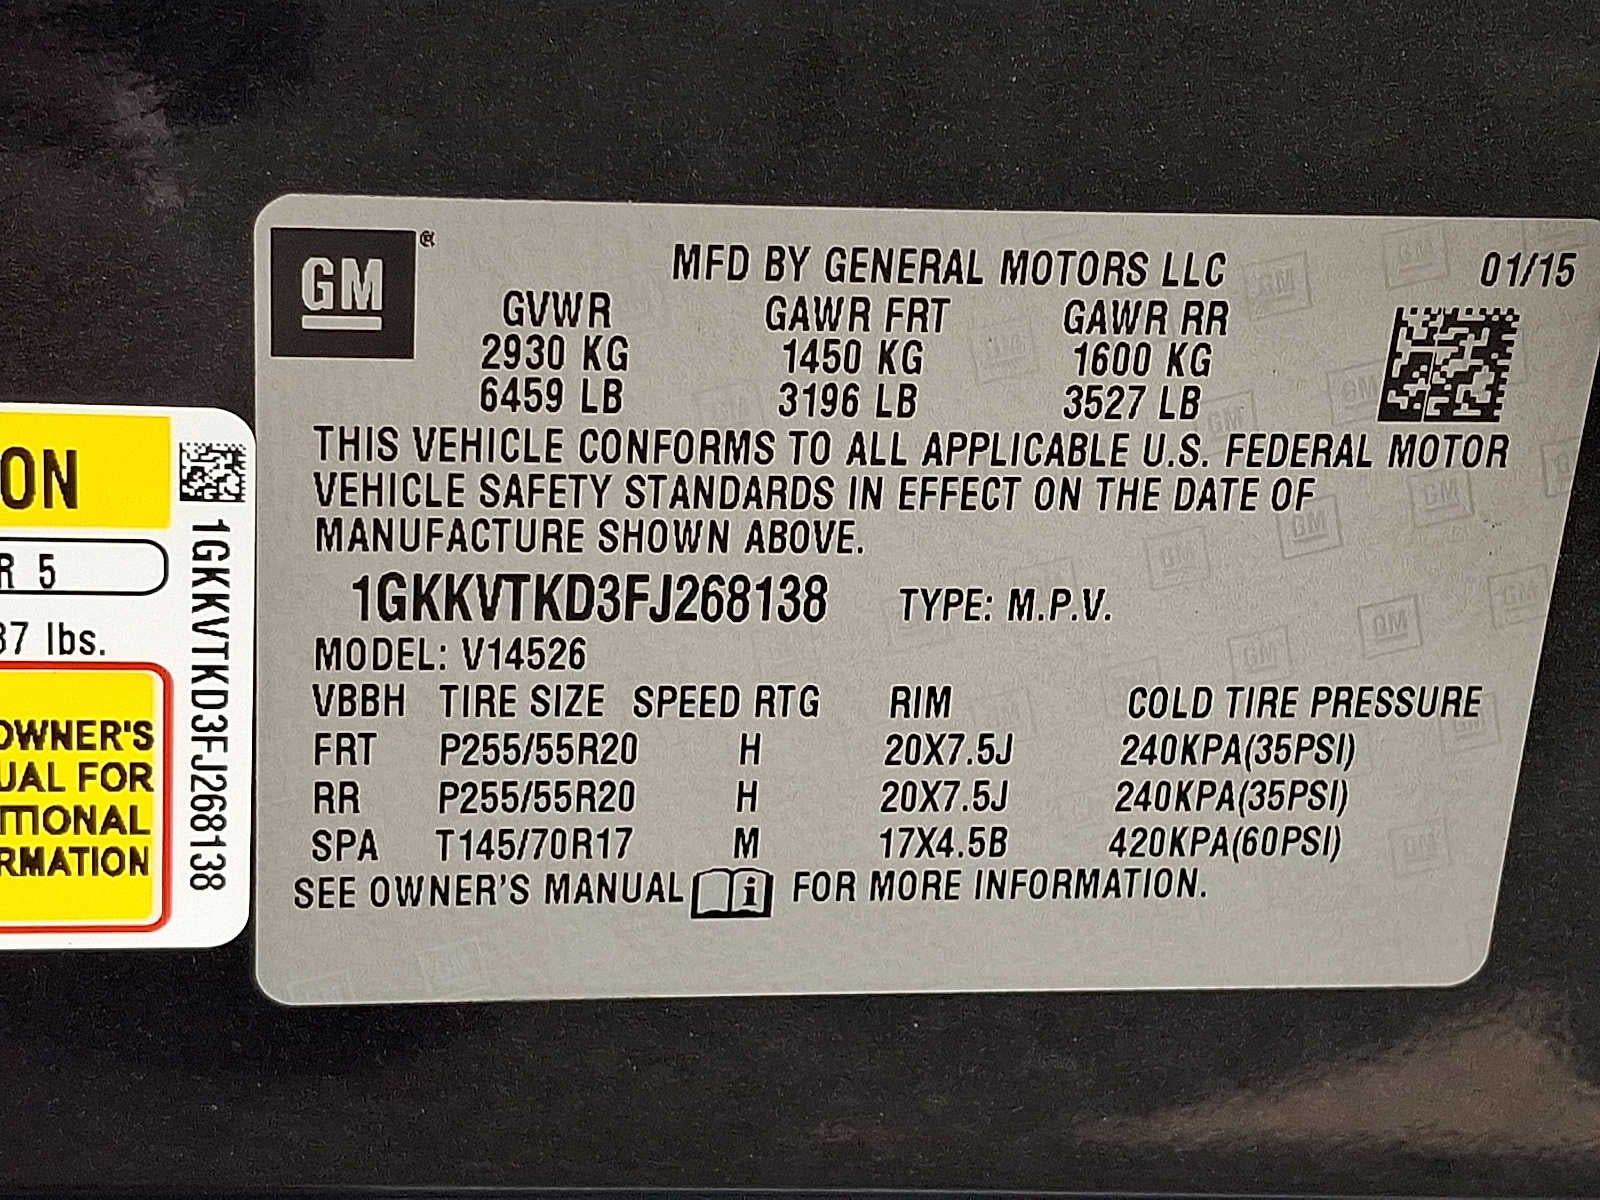 GM®
MFD BY GENERAL MOTORS LLC 01/15
GVWR GAWR FRT GAWR RR
2930 KG 1450 KG 1600 KG
6459 LB 3196 LB 3527 LB
THIS VEHICLE CONFORMS TO ALL APPLICABLE U.S. FEDERAL MOTOR
VEHICLE SAFETY STANDARDS IN EFFECT ON THE DATE OF
MANUFACTURE SHOWN ABOVE.
1GKKVTKD3FJ268138 TYPE: M.P.V.
MODEL: V14526
VBBH TIRE SIZE SPEED RTG RIM COLD TIRE PRESSURE
FRT P255/55R20 H 20X7.5J 240KPA(35PSI)
RR P255/55R20 H 20X7.5J 240KPA(35PSI)
SPA T145/70R17 M 17X4.5B 420KPA(60PSI)
SEE OWNER'S MANUAL FOR MORE INFORMATION.
ON
R 5
37 lbs.
OWNER'S
UAL FOR
ITIONAL
RMATION
1GKKVTKD3FJ268138